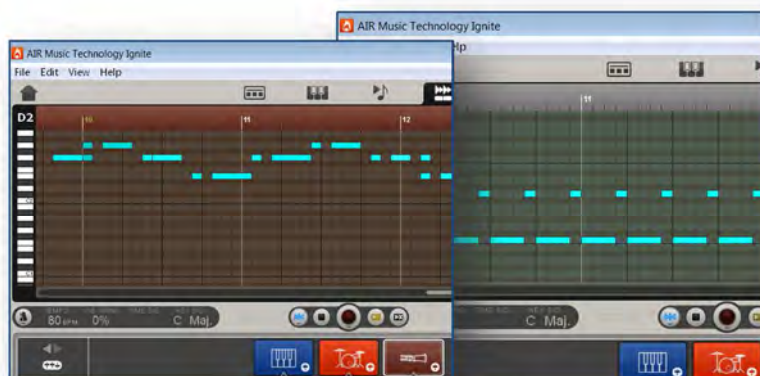 AIR Music Technology Ignite
lp
11
C Maj.
AIR Music Technology Ignite
File Edit View Help
D2
10 11 12
80 BPM 0% C Maj.